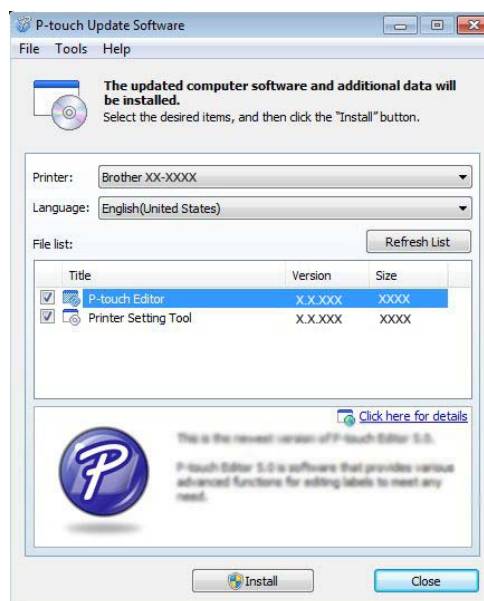 P-touch Update Software
File Tools Help
The updated computer software and additional data will
be installed.
Select the desired items, and then click the "Install" button.
Printer: Brother XX-XXXX
Language: English(United States)
File list: Refresh List
Title Version Size
P-touch Editor X.X.XXX XXXX
Printer Setting Tool X.X.XXX XXXX
Click here for details
This is the newest version of P-touch Editor 5.0.
P-touch Editor 5.0 is software that provides various
advanced functions for editing labels to meet any
need.
P
Install Close